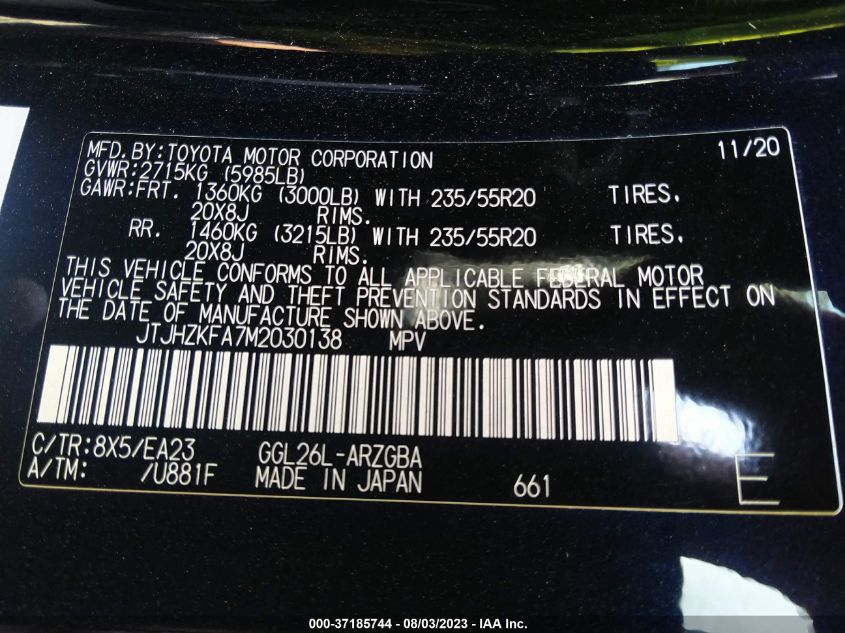 MFD.BY:TOYOTA MOTOR CORPORATION 11/20
GVWR:2715KG (5985LB)
GAWR:FRT. 1360KG (3000LB) WITH 235/55R20 TIRES.
20X8J RIMS.
RR. 1460KG (3215LB) WITH 235/55R20 TIRES.
20X8J RIMS.
THIS VEHICLE CONFORMS TO ALL APPLICABLE FEDERAL MOTOR
VEHICLE SAFETY AND THEFT PREVENTION STANDARDS IN EFFECT ON
THE DATE OF MANUFACTURE SHOWN ABOVE.
JTJHZKFA7M2030138 MPV
C/TR:8X5/EA23 GGL26L-ARZGBA
A/TM: /U881F MADE IN JAPAN 661 E
000-37185744 - 08/03/2023 - IAA Inc.